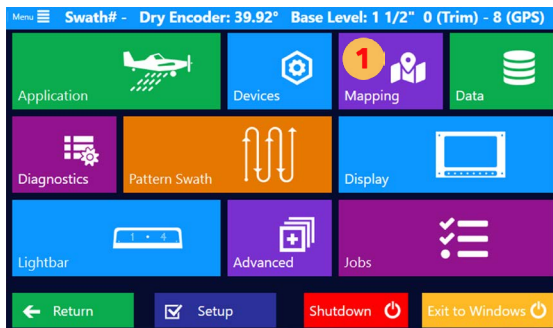 Menu Swath# - Dry Encoder: 39.92° Base Level: 1 1/2" 0 (Trim) - 8 (GPS)
1
Application Devices Mapping Data
Diagnostics Pattern Swath Display
1 • 4
Lightbar Advanced Jobs
Return Setup Shutdown Exit to Windows